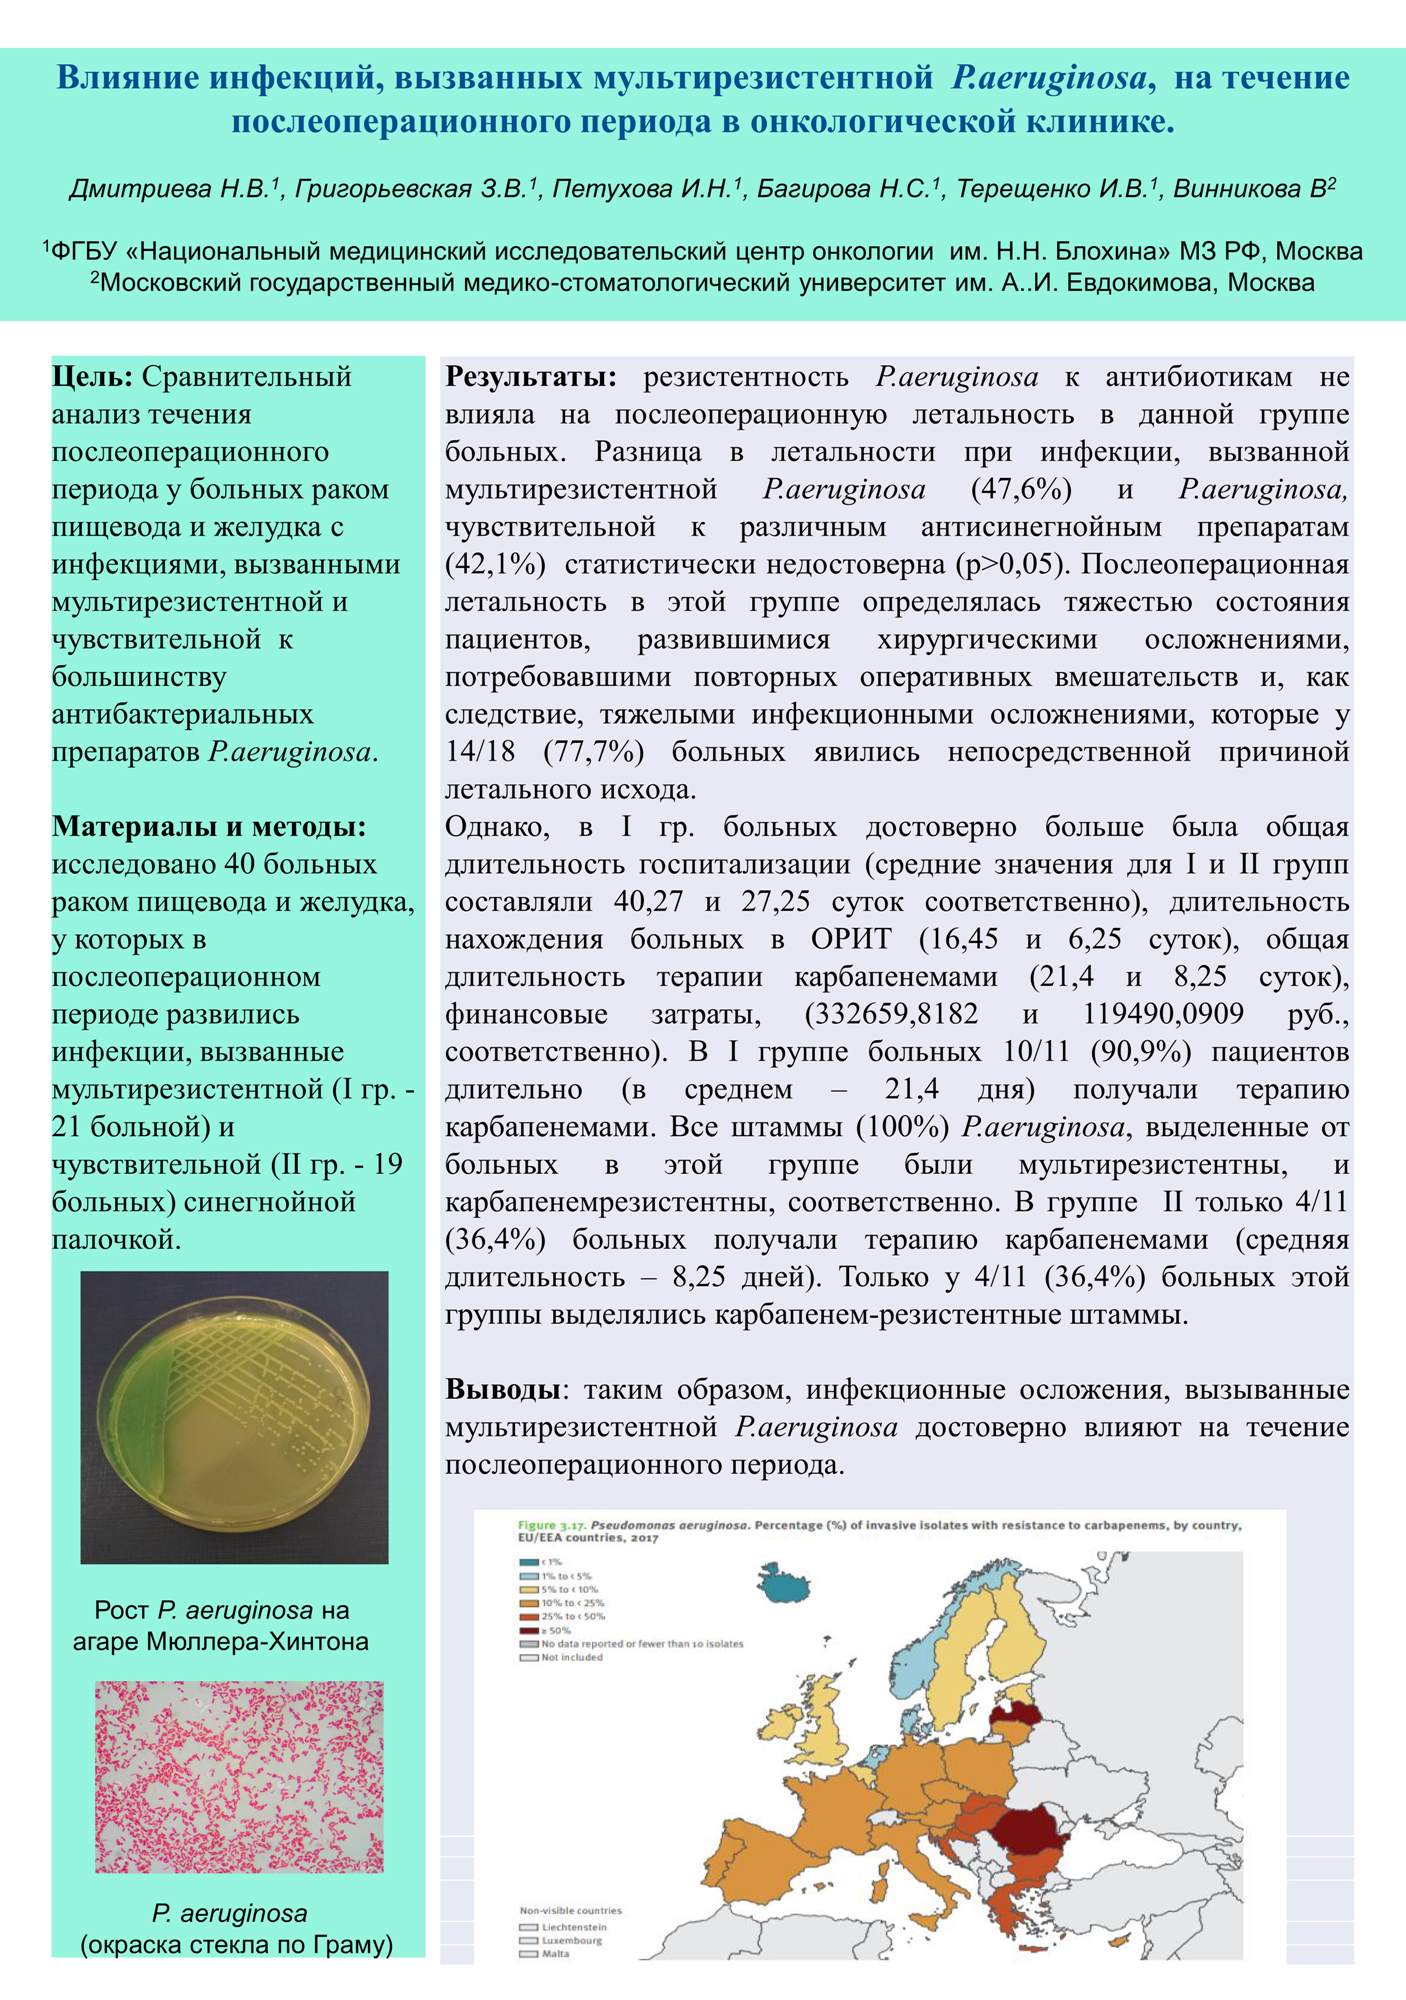 Влияние инфекций, вызванных мультирезистентной P.aeruginosa, на течение
послеоперационного периода в онкологической клинике.
Дмитриева Н.В.¹, Григорьевская З.В.¹, Петухова И.Н.¹, Багирова Н.С.¹, Терещенко И.В.¹, Винникова В²
¹ФГБУ «Национальный медицинский исследовательский центр онкологии им. Н.Н. Блохина» МЗ РФ, Москва
²Московский государственный медико-стоматологический университет им. А..И. Евдокимова, Москва
Цель: Сравнительный
анализ течения
послеоперационного
периода у больных раком
пищевода и желудка с
инфекциями, вызванными
мультирезистентной и
чувствительной к
большинству
антибактериальных
препаратов P.aeruginosa.
Материалы и методы:
исследовано 40 больных
раком пищевода и желудка,
у которых в
послеоперационном
периоде развились
инфекции, вызванные
мультирезистентной (I гр. -
21 больной) и
чувствительной (II гр. - 19
больных) синегнойной
палочкой.
Рост P. aeruginosa на
агаре Мюллера-Хинтона
P. aeruginosa
(окраска стекла по Граму)
Результаты: резистентность P.aeruginosa к антибиотикам не
влияла на послеоперационную летальность в данной группе
больных. Разница в летальности при инфекции, вызванной
мультирезистентной P.aeruginosa (47,6%) и P.aeruginosa,
чувствительной к различным антисинегнойным препаратам
(42,1%) статистически недостоверна (p>0,05). Послеоперационная
летальность в этой группе определялась тяжестью состояния
пациентов, развившимися хирургическими осложнениями,
потребовавшими повторных оперативных вмешательств и, как
следствие, тяжелыми инфекционными осложнениями, которые у
14/18 (77,7%) больных явились непосредственной причиной
летального исхода.
Однако, в I гр. больных достоверно больше была общая
длительность госпитализации (средние значения для I и II групп
составляли 40,27 и 27,25 суток соответственно), длительность
нахождения больных в ОРИТ (16,45 и 6,25 суток), общая
длительность терапии карбапенемами (21,4 и 8,25 суток),
финансовые затраты, (332659,8182 и 119490,0909 руб.,
соответственно). В I группе больных 10/11 (90,9%) пациентов
длительно (в среднем – 21,4 дня) получали терапию
карбапенемами. Все штаммы (100%) P.aeruginosa, выделенные от
больных в этой группе были мультирезистентны, и
карбапенемрезистентны, соответственно. В группе II только 4/11
(36,4%) больных получали терапию карбапенемами (средняя
длительность – 8,25 дней). Только у 4/11 (36,4%) больных этой
группы выделялись карбапенем-резистентные штаммы.
Выводы: таким образом, инфекционные осложения, вызыванные
мультирезистентной P.aeruginosa достоверно влияют на течение
послеоперационного периода.
Figure 3.17. Pseudomonas aeruginosa. Percentage (%) of invasive isolates with resistance to carbapenems, by country,
EU/EEA countries, 2017
< 1%
1% to < 5%
5% to < 10%
10% to < 25%
25% to < 50%
≥ 50%
No data reported or fewer than 10 isolates
Not included
Non-visible countries
Liechtenstein
Luxembourg
Malta